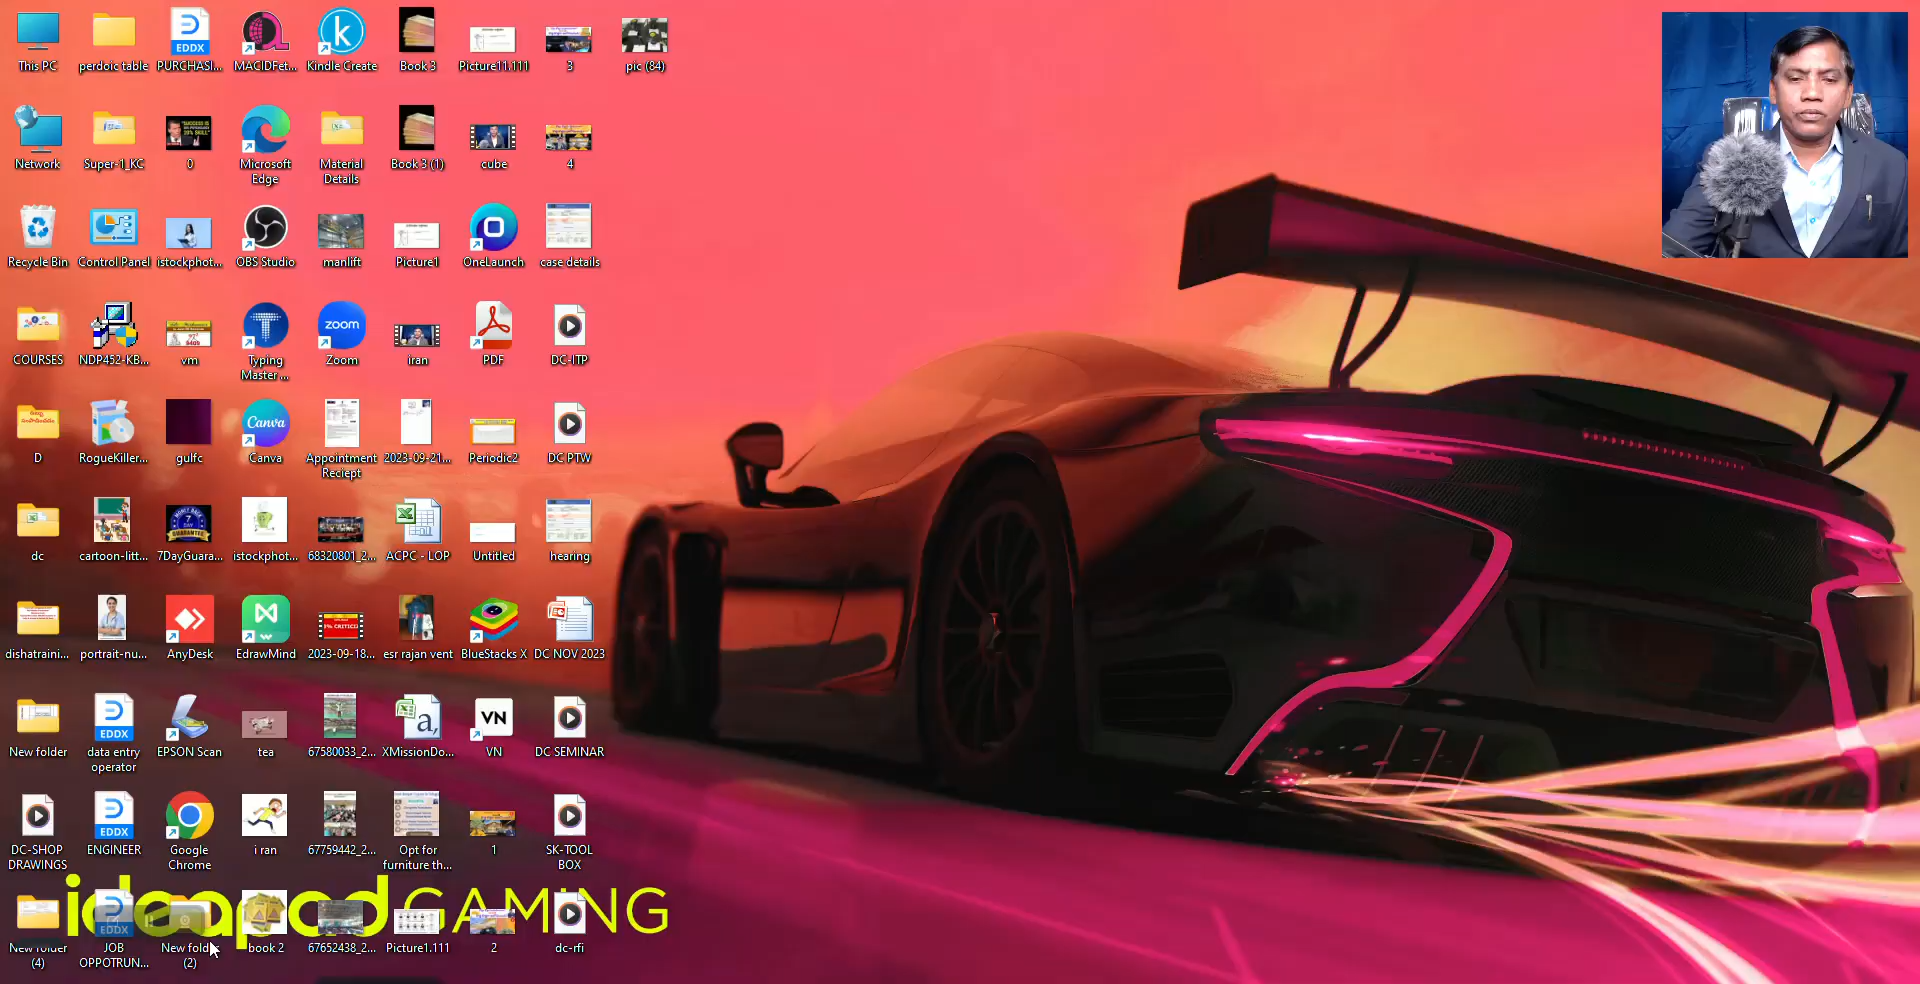 This PC
perdoic table
PURCHASI...
MACIDFet...
Kindle Create
Book 3
Picture11.111
3
pic (84)
Network
Super-1_KC
0
Microsoft
Edge
Material
Details
Book 3 (1)
cube
4
Recycle Bin
Control Panel
istockphot...
OBS Studio
manlift
Picture1
OneLaunch
case details
COURSES
NDP452-KB...
vm
Typing
Master ...
zoom
Zoom
iran
PDF
DC-ITP
D
RogueKiller...
gulfc
Canva
Canva
Appointment
Reciept
2023-09-21...
Periodic2
DC PTW
dc
cartoon-litt...
7DayGuara...
istockphot...
68320801_2...
ACPC - LOP
Untitled
hearing
dishatraini...
portrait-nu...
AnyDesk
EdrawMind
2023-09-18...
esr rajan vent
BlueStacks X
DC NOV 2023
New folder
EDDX
data entry
operator
EPSON Scan
tea
67580033_2...
XMissionDo...
VN
VN
DC SEMINAR
DC-SHOP
DRAWINGS
EDDX
ENGINEER
Google
Chrome
i ran
67759442_2...
Opt for
furniture th...
1
SK-TOOL
BOX
ideapad GAMING
New folder
(4)
EDDX
JOB
OPPOTRUN...
New folder
(2)
book 2
67652438_2...
Picture1.111
2
dc-rfi